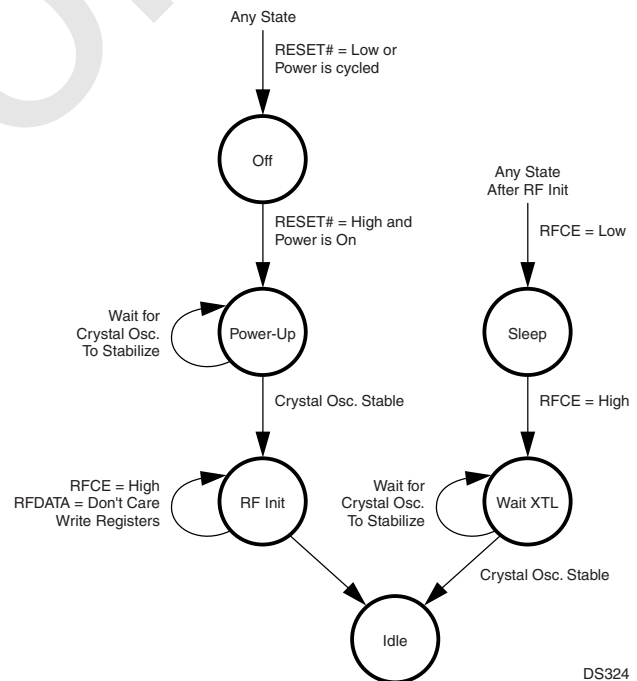 Any State
RESET# = Low or
Power is cycled
Off
Any State
After RF Init
RESET# = High and
Power is On
RFCE = Low
Wait for
Crystal Osc.
To Stabilize
Power-Up
Sleep
Crystal Osc. Stable
RFCE = High
RFCE = High
RFDATA = Don't Care
Write Registers
RF Init
Wait for
Crystal Osc.
To Stabilize
Wait XTL
Crystal Osc. Stable
Idle
DS324